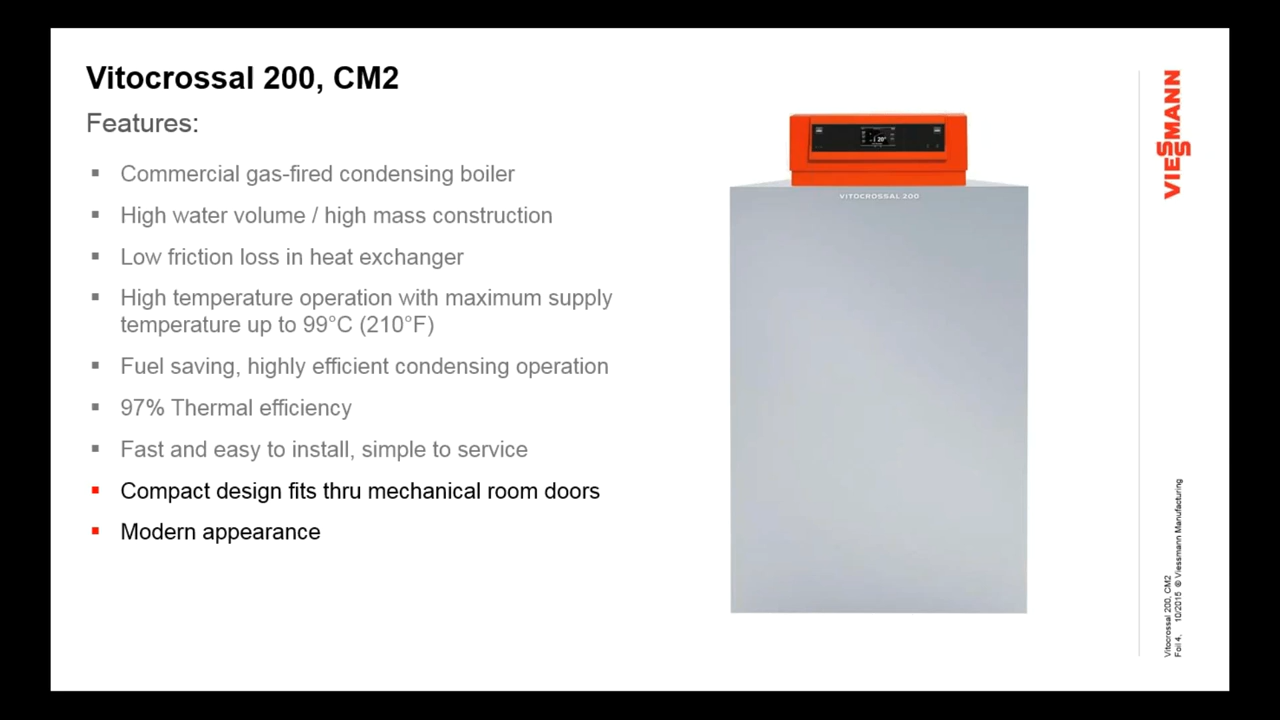 Vitocrossal 200, CM2
Features:
▪ Commercial gas-fired condensing boiler
▪ High water volume / high mass construction
▪ Low friction loss in heat exchanger
▪ High temperature operation with maximum supply
temperature up to 99°C (210°F)
▪ Fuel saving, highly efficient condensing operation
▪ 97% Thermal efficiency
▪ Fast and easy to install, simple to service
▪ Compact design fits thru mechanical room doors
▪ Modern appearance
VITOCROSSAL 200
VIESSMANN
Vitocrossal 200, CM2
Foil 4, 10/2015 © Viessmann Manufacturing